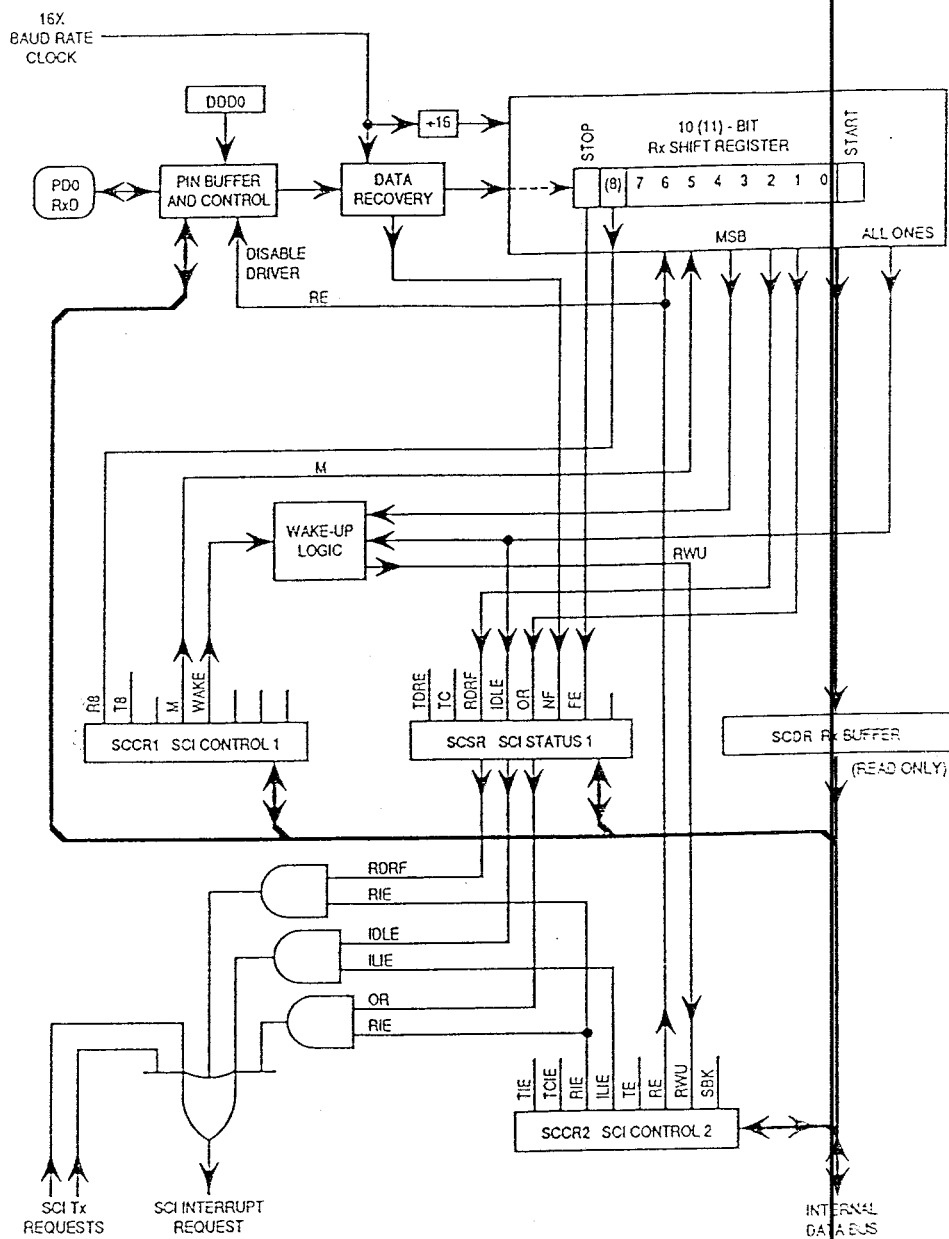 16X
BAUD RATE
CLOCK
DDD0
÷16
10 (11) - BIT
Rx SHIFT REGISTER
STOP
(8) 7 6 5 4 3 2 1 0
START
PD0
RxD
PIN BUFFER
AND CONTROL
DATA
RECOVERY
MSB
ALL ONES
DISABLE
DRIVER
RE
M
WAKE-UP
LOGIC
RWU
R8
T8
M
WAKE
TDRE
TC
RDRF
IDLE
OR
NF
FE
SCCR1 SCI CONTROL 1
SCSR SCI STATUS 1
SCDR Rx BUFFER
(READ ONLY)
RDRF
RIE
IDLE
ILIE
OR
RIE
TIE
TCIE
RIE
ILIE
TE
RE
RWU
SBK
SCCR2 SCI CONTROL 2
SCI Tx
REQUESTS
SCI INTERRUPT
REQUEST
INTERNAL
DATA BUS